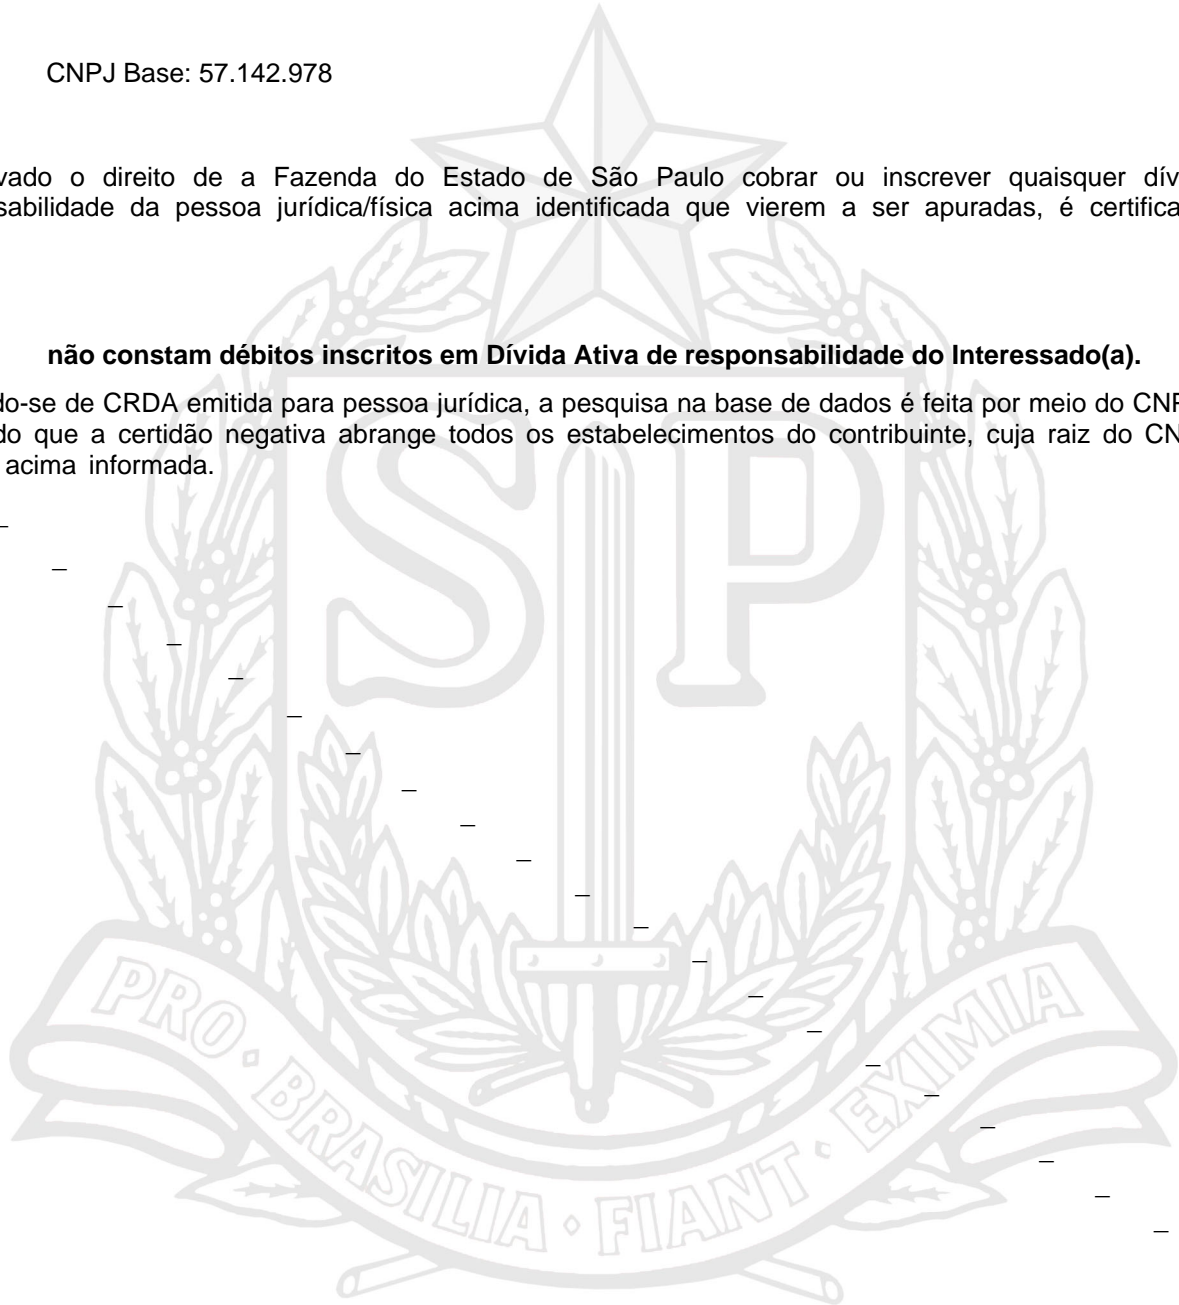 CNPJ Base: 57.142.978
vado o direito de a Fazenda do Estado de São Paulo cobrar ou inscrever quaisquer dív
sabilidade da pessoa jurídica/física acima identificada que vierem a ser apuradas, é certifica
não constam débitos inscritos em Dívida Ativa de responsabilidade do Interessado(a).
do-se de CRDA emitida para pessoa jurídica, a pesquisa na base de dados é feita por meio do CNP
do que a certidão negativa abrange todos os estabelecimentos do contribuinte, cuja raiz do CN
acima informada.
SP
PRO · BRASILIA · FIANT · EXIMIA